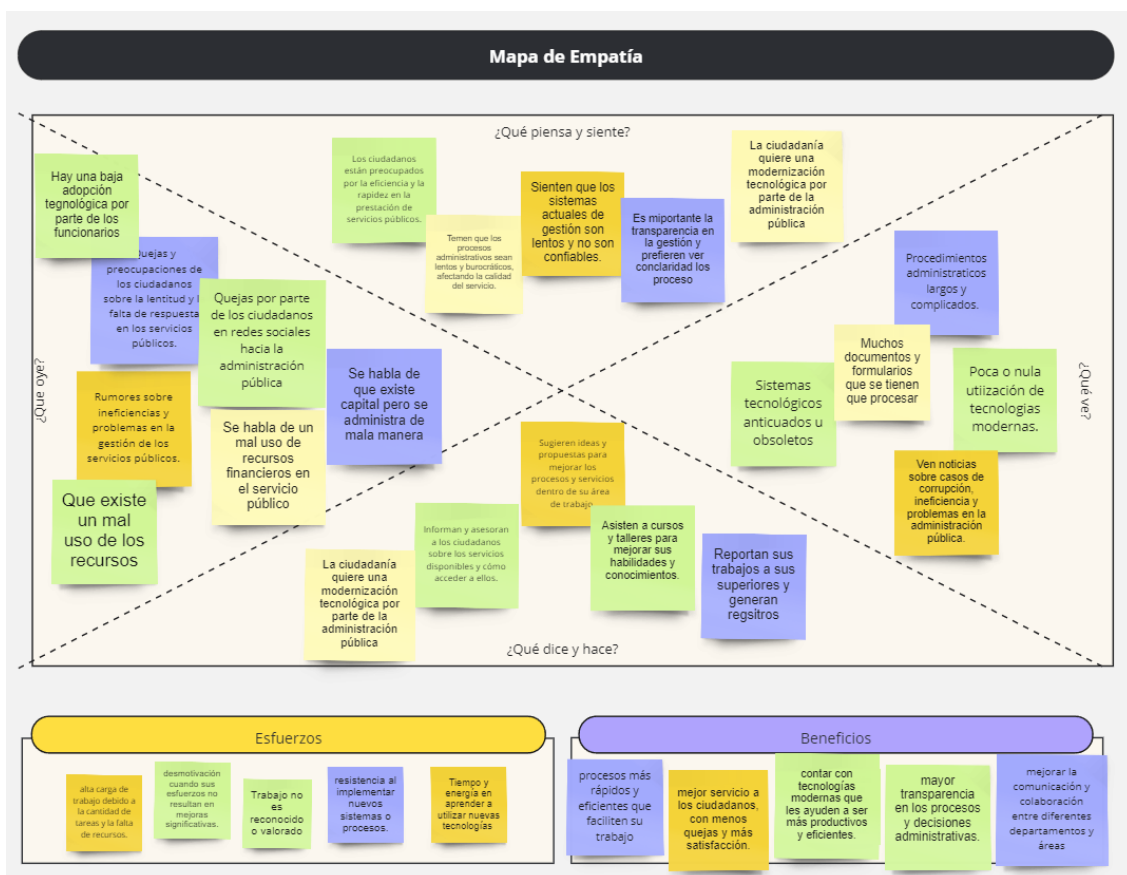 Mapa de Empatía
¿Qué piensa y siente?
Hay una baja
adopción
tegnológica por
parte de los
funcionarios
Quejas y
preocupaciones de
los ciudadanos
sobre la lentitud y
falta de respuesta
en los servicios
públicos.
Quejas por parte
de los ciudadanos
en redes sociales
hacia la
administración
pública
Se habla de
que existe
capital pero se
administra de
mala manera
¿Que oye?
Rumores sobre
ineficiencias y
problemas en la
gestión de los
servicios públicos.
Se habla de un
mal uso de
recursos
financieros en
el servicio
público
Que existe
un mal
uso de los
recursos
Los ciudadanos
están preocupados
por la eficiencia y la
rapidez en la
prestación de
servicios públicos.
Temen que los
procesos
administrativos sean
lentos y burocráticos,
afectando la calidad
del servicio.
Sienten que los
sistemas
actuales de
gestión son
lentos y no son
confiables.
Es miportante la
transparencia en
la gestión y
prefieren ver
conclaridad los
proceso
La ciudadanía
quiere una
modernización
tecnológica por
parte de la
administración
pública
Procedimientos
administraticos
largos y
complicados.
Muchos
documentos y
formularios
que se tienen
que procesar
Sistemas
tecnológicos
anticuados u
obsoletos
Poca o nula
utiización de
tecnologias
modernas.
¿Qué ve?
Ven noticias
sobre casos de
corrupción,
ineficiencia y
problemas en la
administración
pública.
Sugieren ideas y
propuestas para
mejorar los
procesos y
servicios dentro de
su área
de trabajo
Informan y asesoran
a los ciudadanos
sobre los servicios
disponibles y cómo
acceder a ellos.
Asisten a cursos
y talleres para
mejorar sus
habilidades y
conocimientos.
Reportan sus
trabajos a sus
superiores y
generan
regsitros
La ciudadanía
quiere una
modernización
tecnológica por
parte de la
administración
pública
¿Qué dice y hace?
Esfuerzos
alta carga de
trabajo debido a
la cantidad de
tareas y la falta
de recursos.
desmotivación
cuando sus
esfuerzos no
resultan en
mejoras
significativas.
Trabajo no
es
reconocido
o valorado
resistencia al
implementar
nuevos
sistemas o
procesos.
Tiempo y
energía en
aprender a
utilizar nuevas
tecnologías
Beneficios
procesos más
rápidos y
eficientes que
faciliten su
trabajo
mejor servicio a
los ciudadanos,
con menos
quejas y más
satisfacción.
contar con
tecnologías
modernas que
les ayuden a ser
más productivos
y eficientes.
mayor
transparencia
en los procesos
y decisiones
administrativas.
mejorar la
comunicación y
colaboración
entre diferentes
departamentos y
áreas